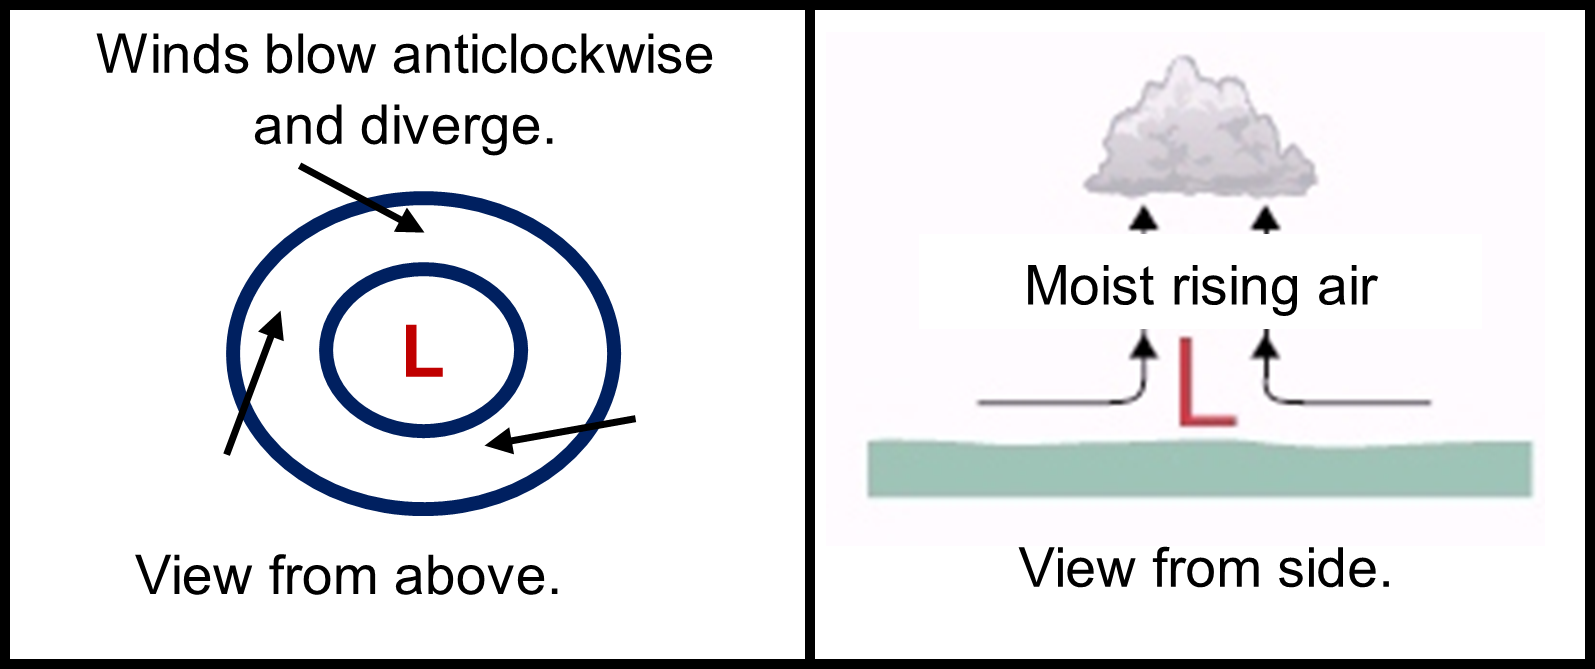 Winds blow anticlockwise
and diverge.
L
View from above.
Moist rising air
L
View from side.